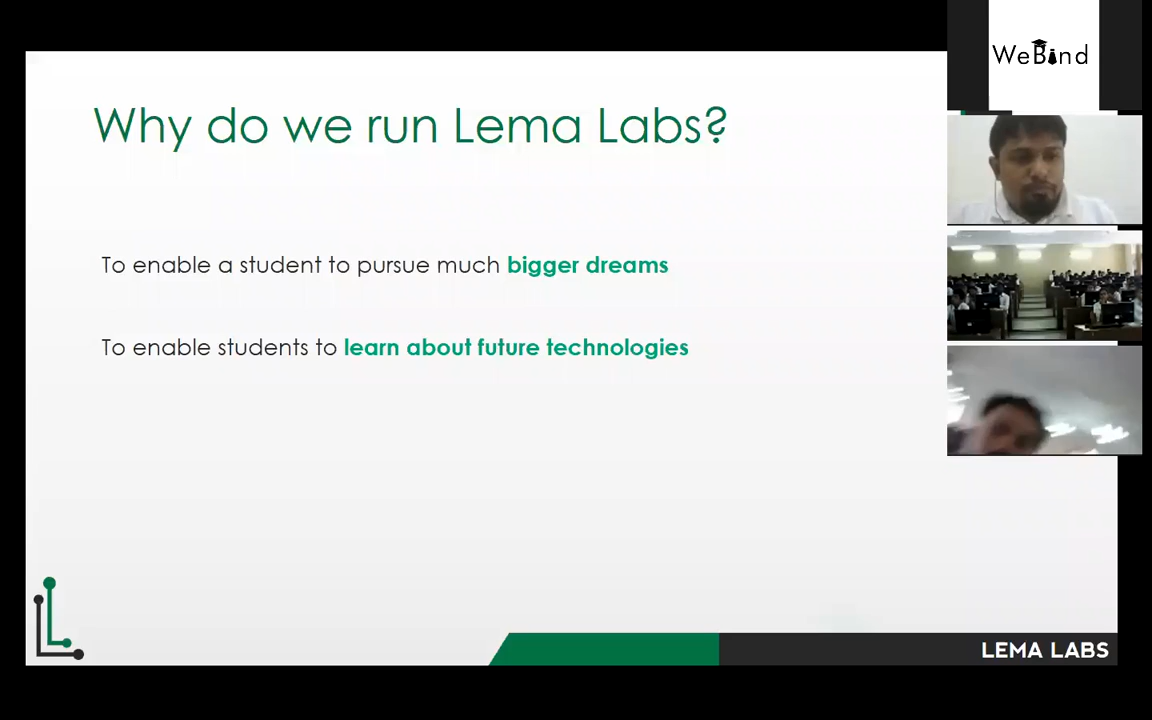 Why do we run Lema Labs?
To enable a student to pursue much bigger dreams
To enable students to learn about future technologies
LEMA LABS
WeBind